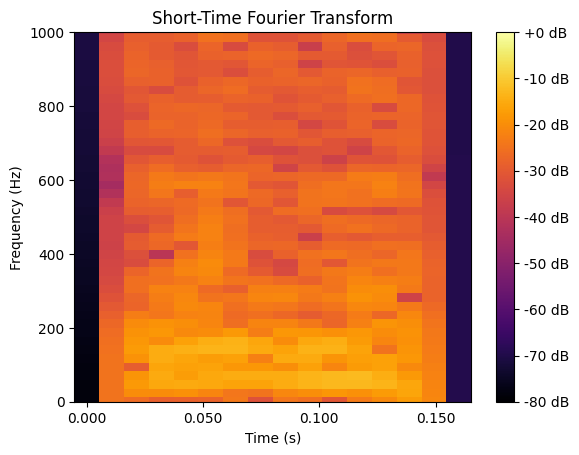 Short-Time Fourier Transform
1000
800
600
400
200
0
Frequency (Hz)
0.000
0.050
0.100
0.150
Time (s)
+0 dB
-10 dB
-20 dB
-30 dB
-40 dB
-50 dB
-60 dB
-70 dB
-80 dB